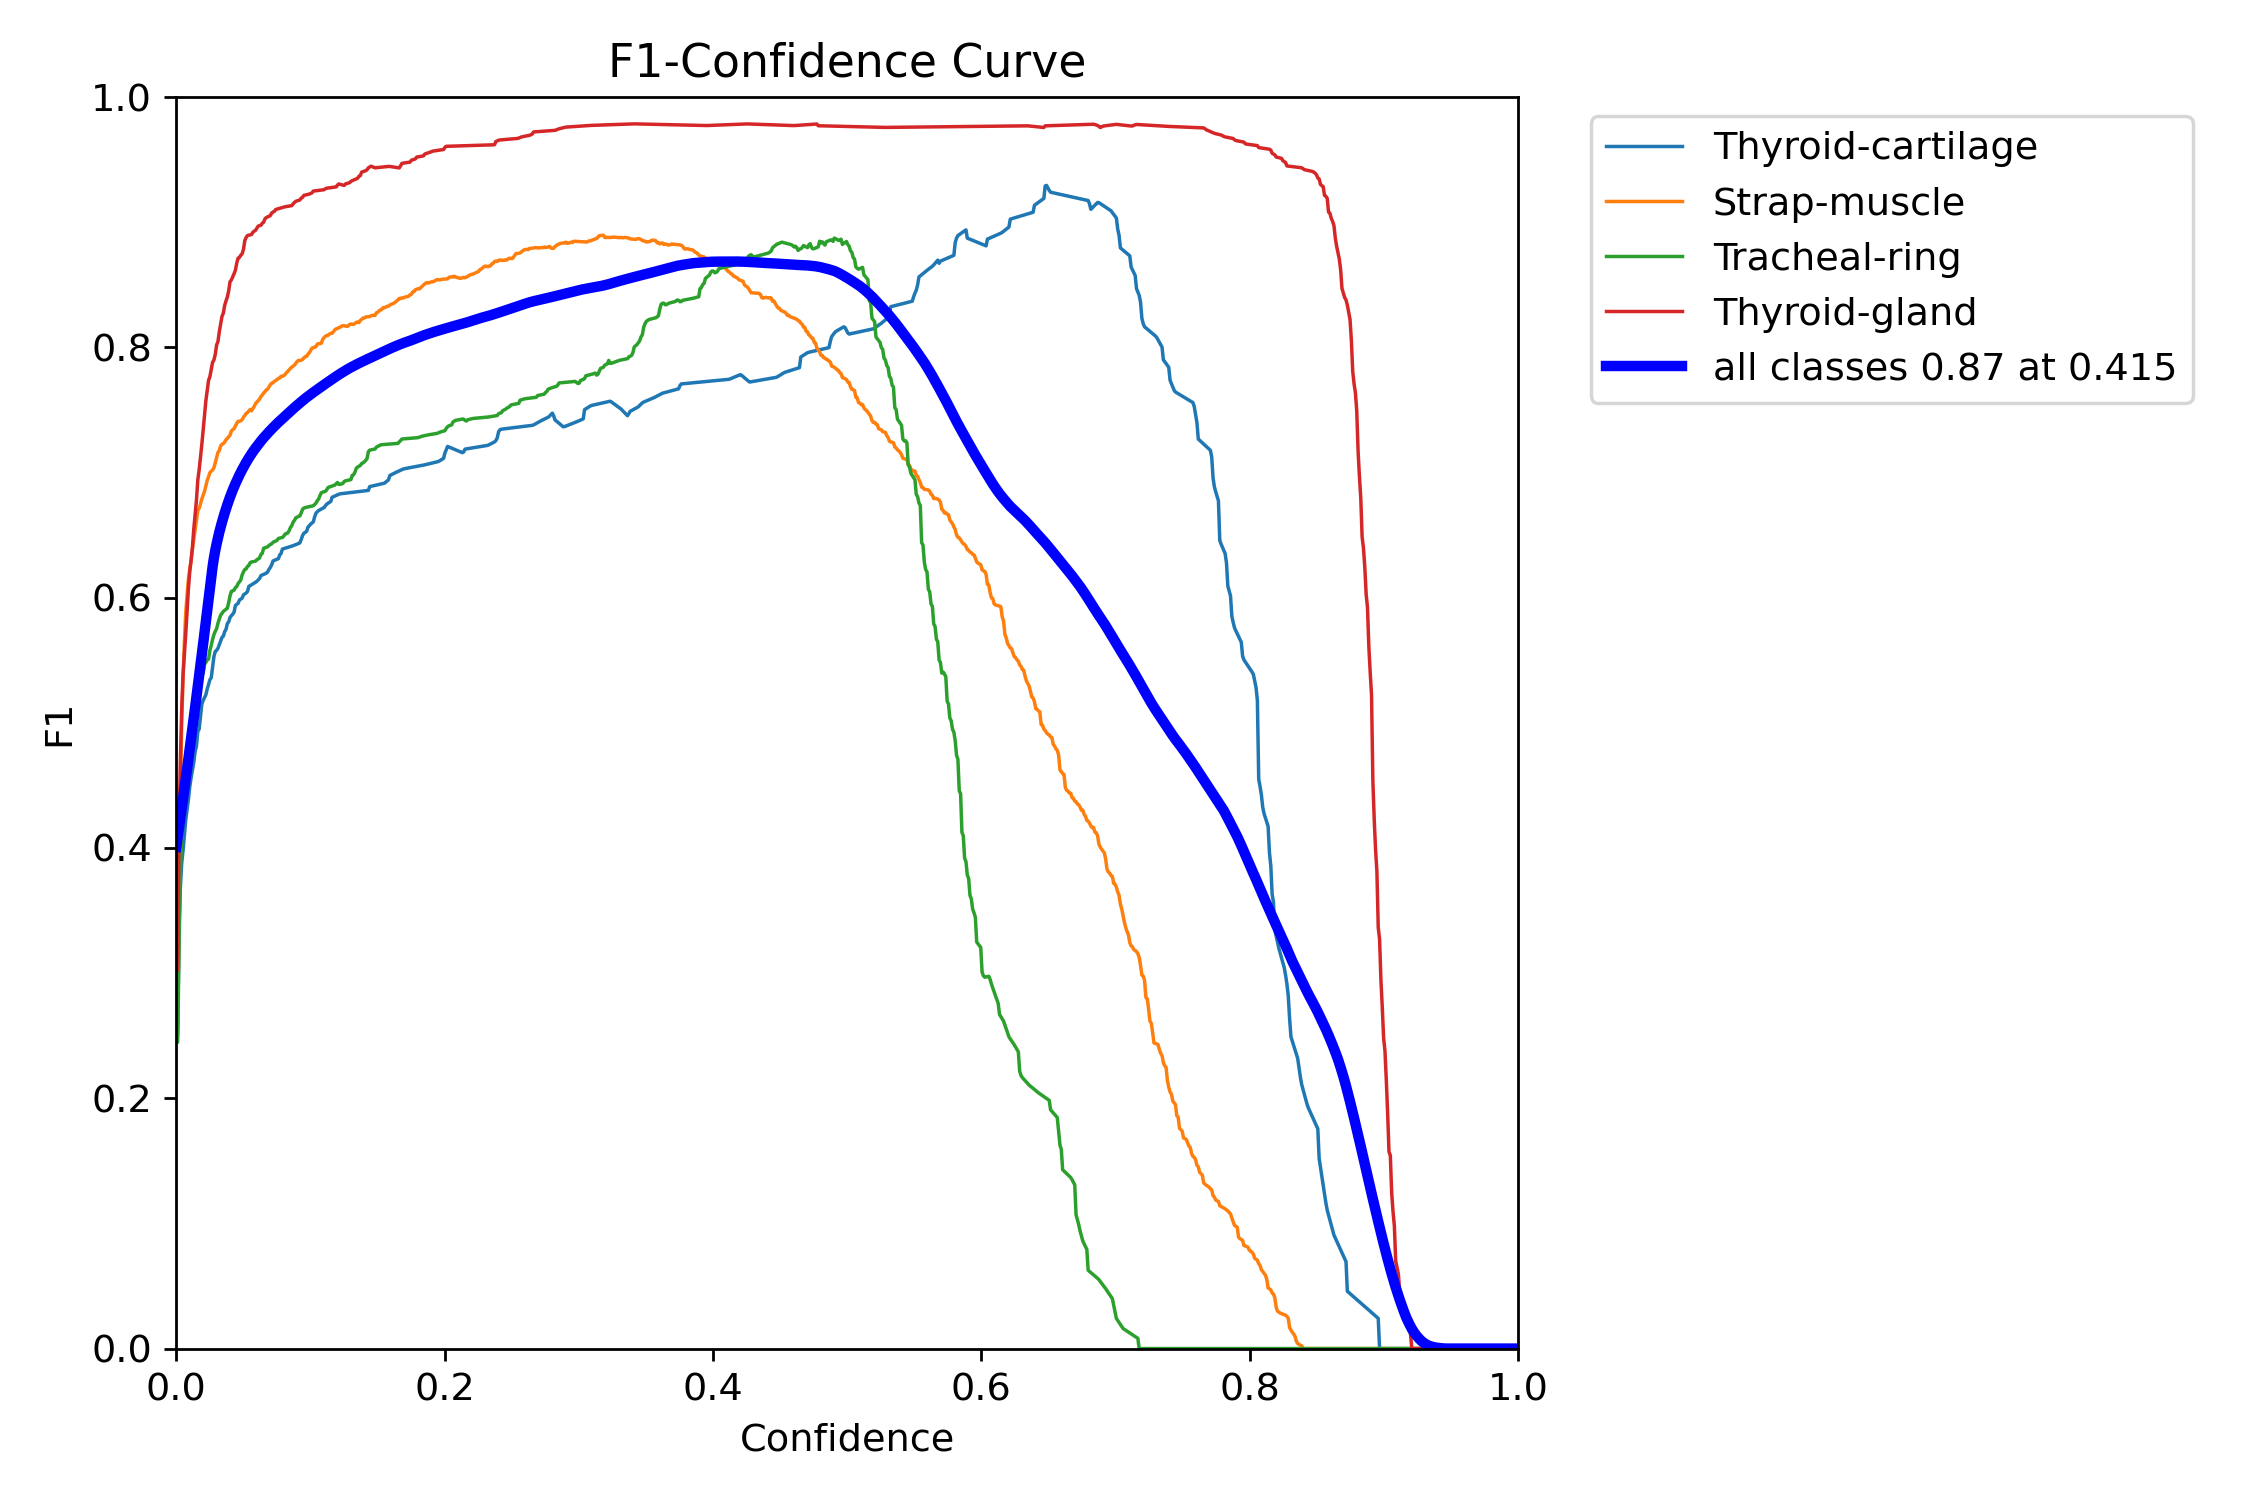 F1-Confidence Curve
1.0
0.8
0.6
0.4
0.2
0.0
F1
0.0 0.2 0.4 0.6 0.8 1.0
Confidence
Thyroid-cartilage
Strap-muscle
Tracheal-ring
Thyroid-gland
all classes 0.87 at 0.415